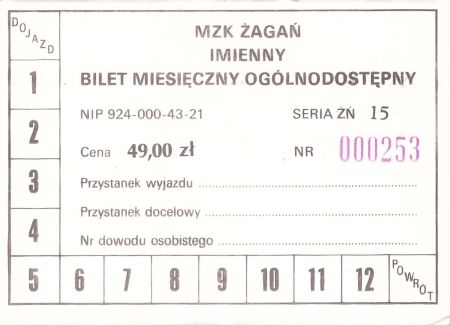 DOJAZD
MZK ŻAGAŃ
IMIENNY
BILET MIESIĘCZNY OGÓLNODOSTĘPNY
NIP 924-000-43-21 SERIA ŻŃ 15
Cena 49,00 zł NR 000253
Przystanek wyjazdu
Przystanek docelowy
Nr dowodu osobistego
1
2
3
4
5 6 7 8 9 10 11 12 POWROT